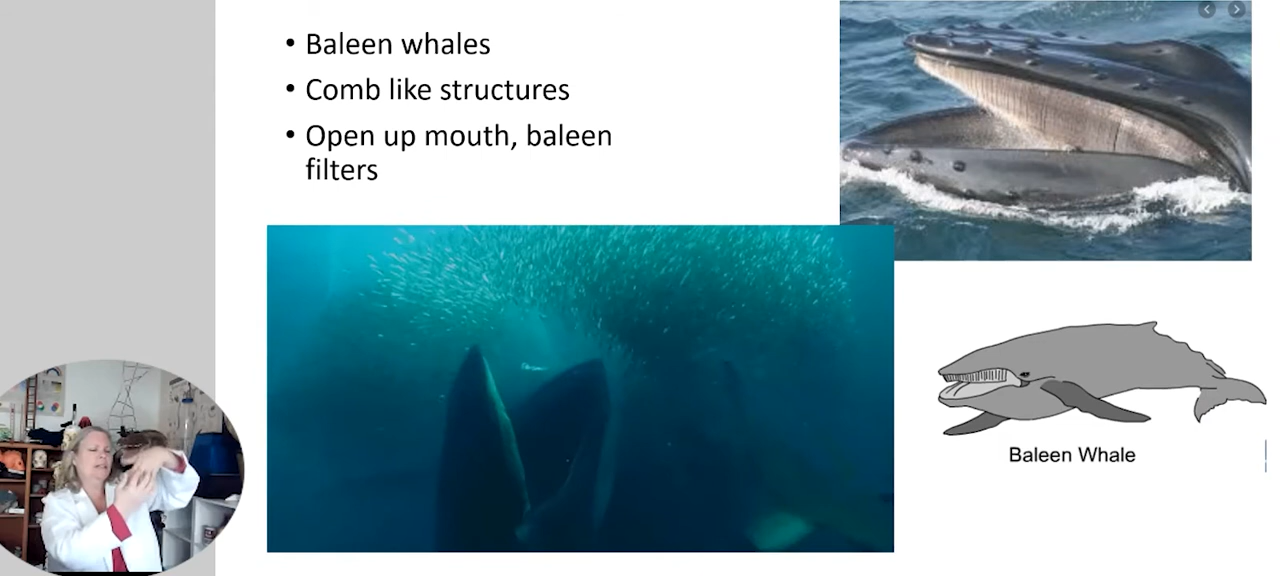 • Baleen whales
• Comb like structures
• Open up mouth, baleen
filters
Baleen Whale